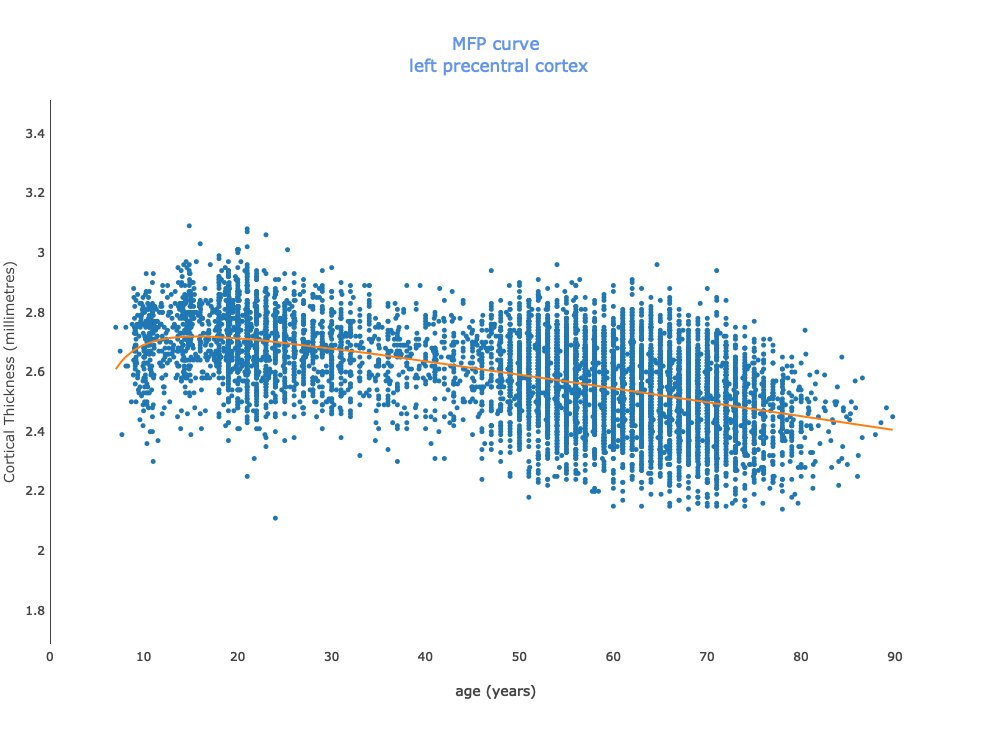 MFP curve
left precentral cortex
Cortical Thickness (millimetres)
3.4
3.2
3
2.8
2.6
2.4
2.2
2
1.8
0 10 20 30 40 50 60 70 80 90
age (years)